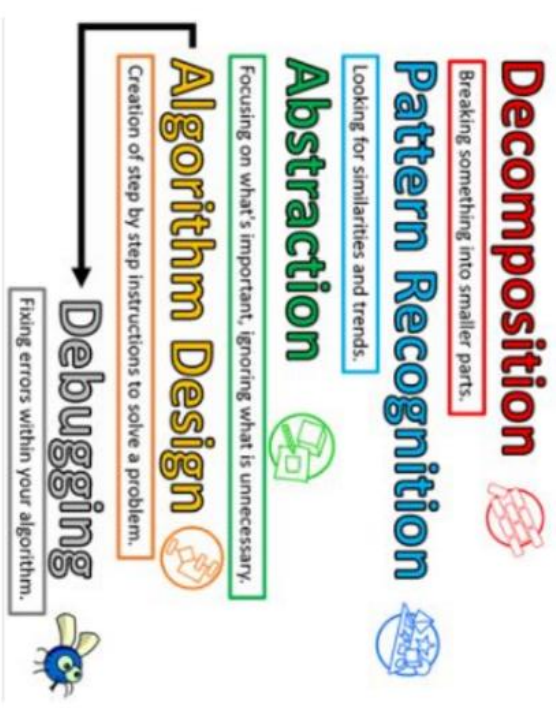 Decomposition
Breaking something into smaller parts.
Pattern Recognition
Looking for similarities and trends.
Abstraction
Focusing on what's important, ignoring what is unnecessary.
Algorithm Design
Creation of step by step instructions to solve a problem.
Debugging
Fixing errors within your algorithm.